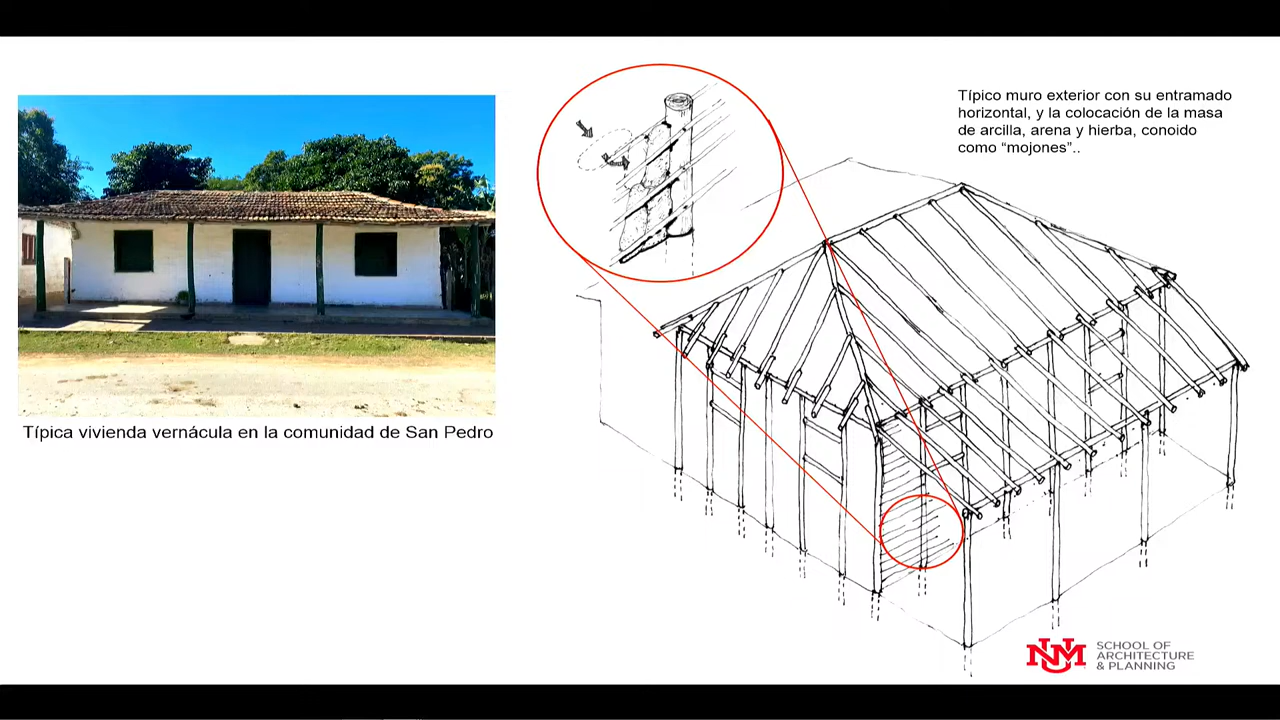 Típico muro exterior con su entramado
horizontal, y la colocación de la masa
de arcilla, arena y hierba, conoido
como “mojones”..
Típica vivienda vernácula en la comunidad de San Pedro
UNM
SCHOOL OF
ARCHITECTURE
& PLANNING